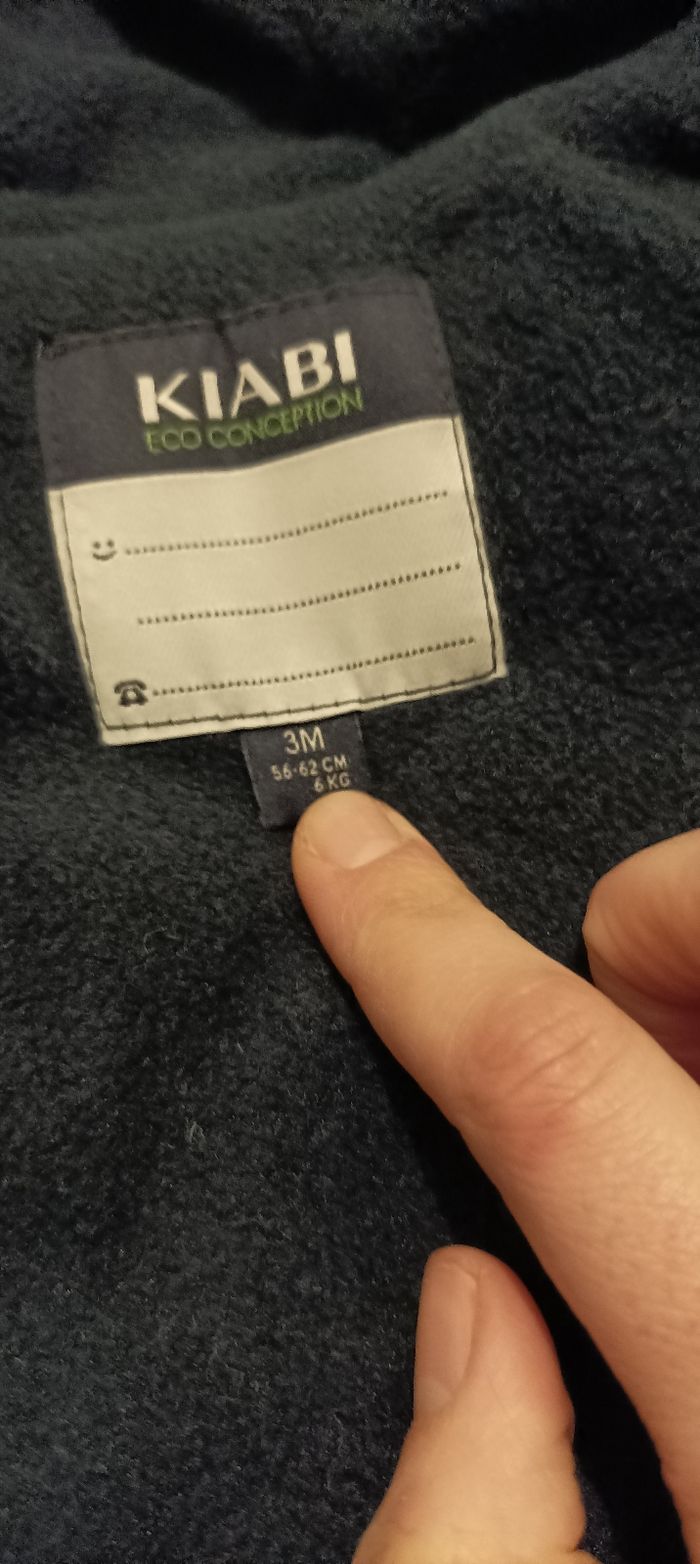 KIABI
ECO CONCEPTION
3M
56-62 CM
6 KG